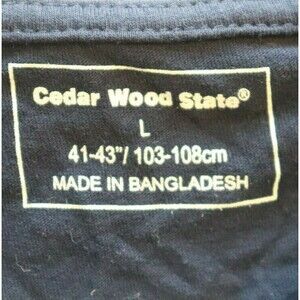 Cedar Wood State®
L
41-43"/ 103-108cm
MADE IN BANGLADESH